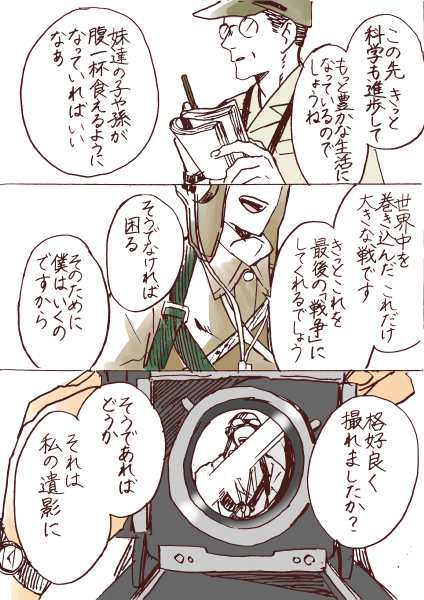 この先 きっと
科学も進歩して
もっと豊かな生活に
なっているので
しょうね
妹達の子や孫が
腹一杯食えるように
なっていればいい
なあ
世界中を
巻き込んだ これだけ
大きな戦です
きっとこれを
最後の「戦争」に
してくれるでしょう
そうでなければ
困る
そのために
僕はいくの
ですから
格好良く
撮れましたか?
そうであれば
どうか
それは
私の遺影に